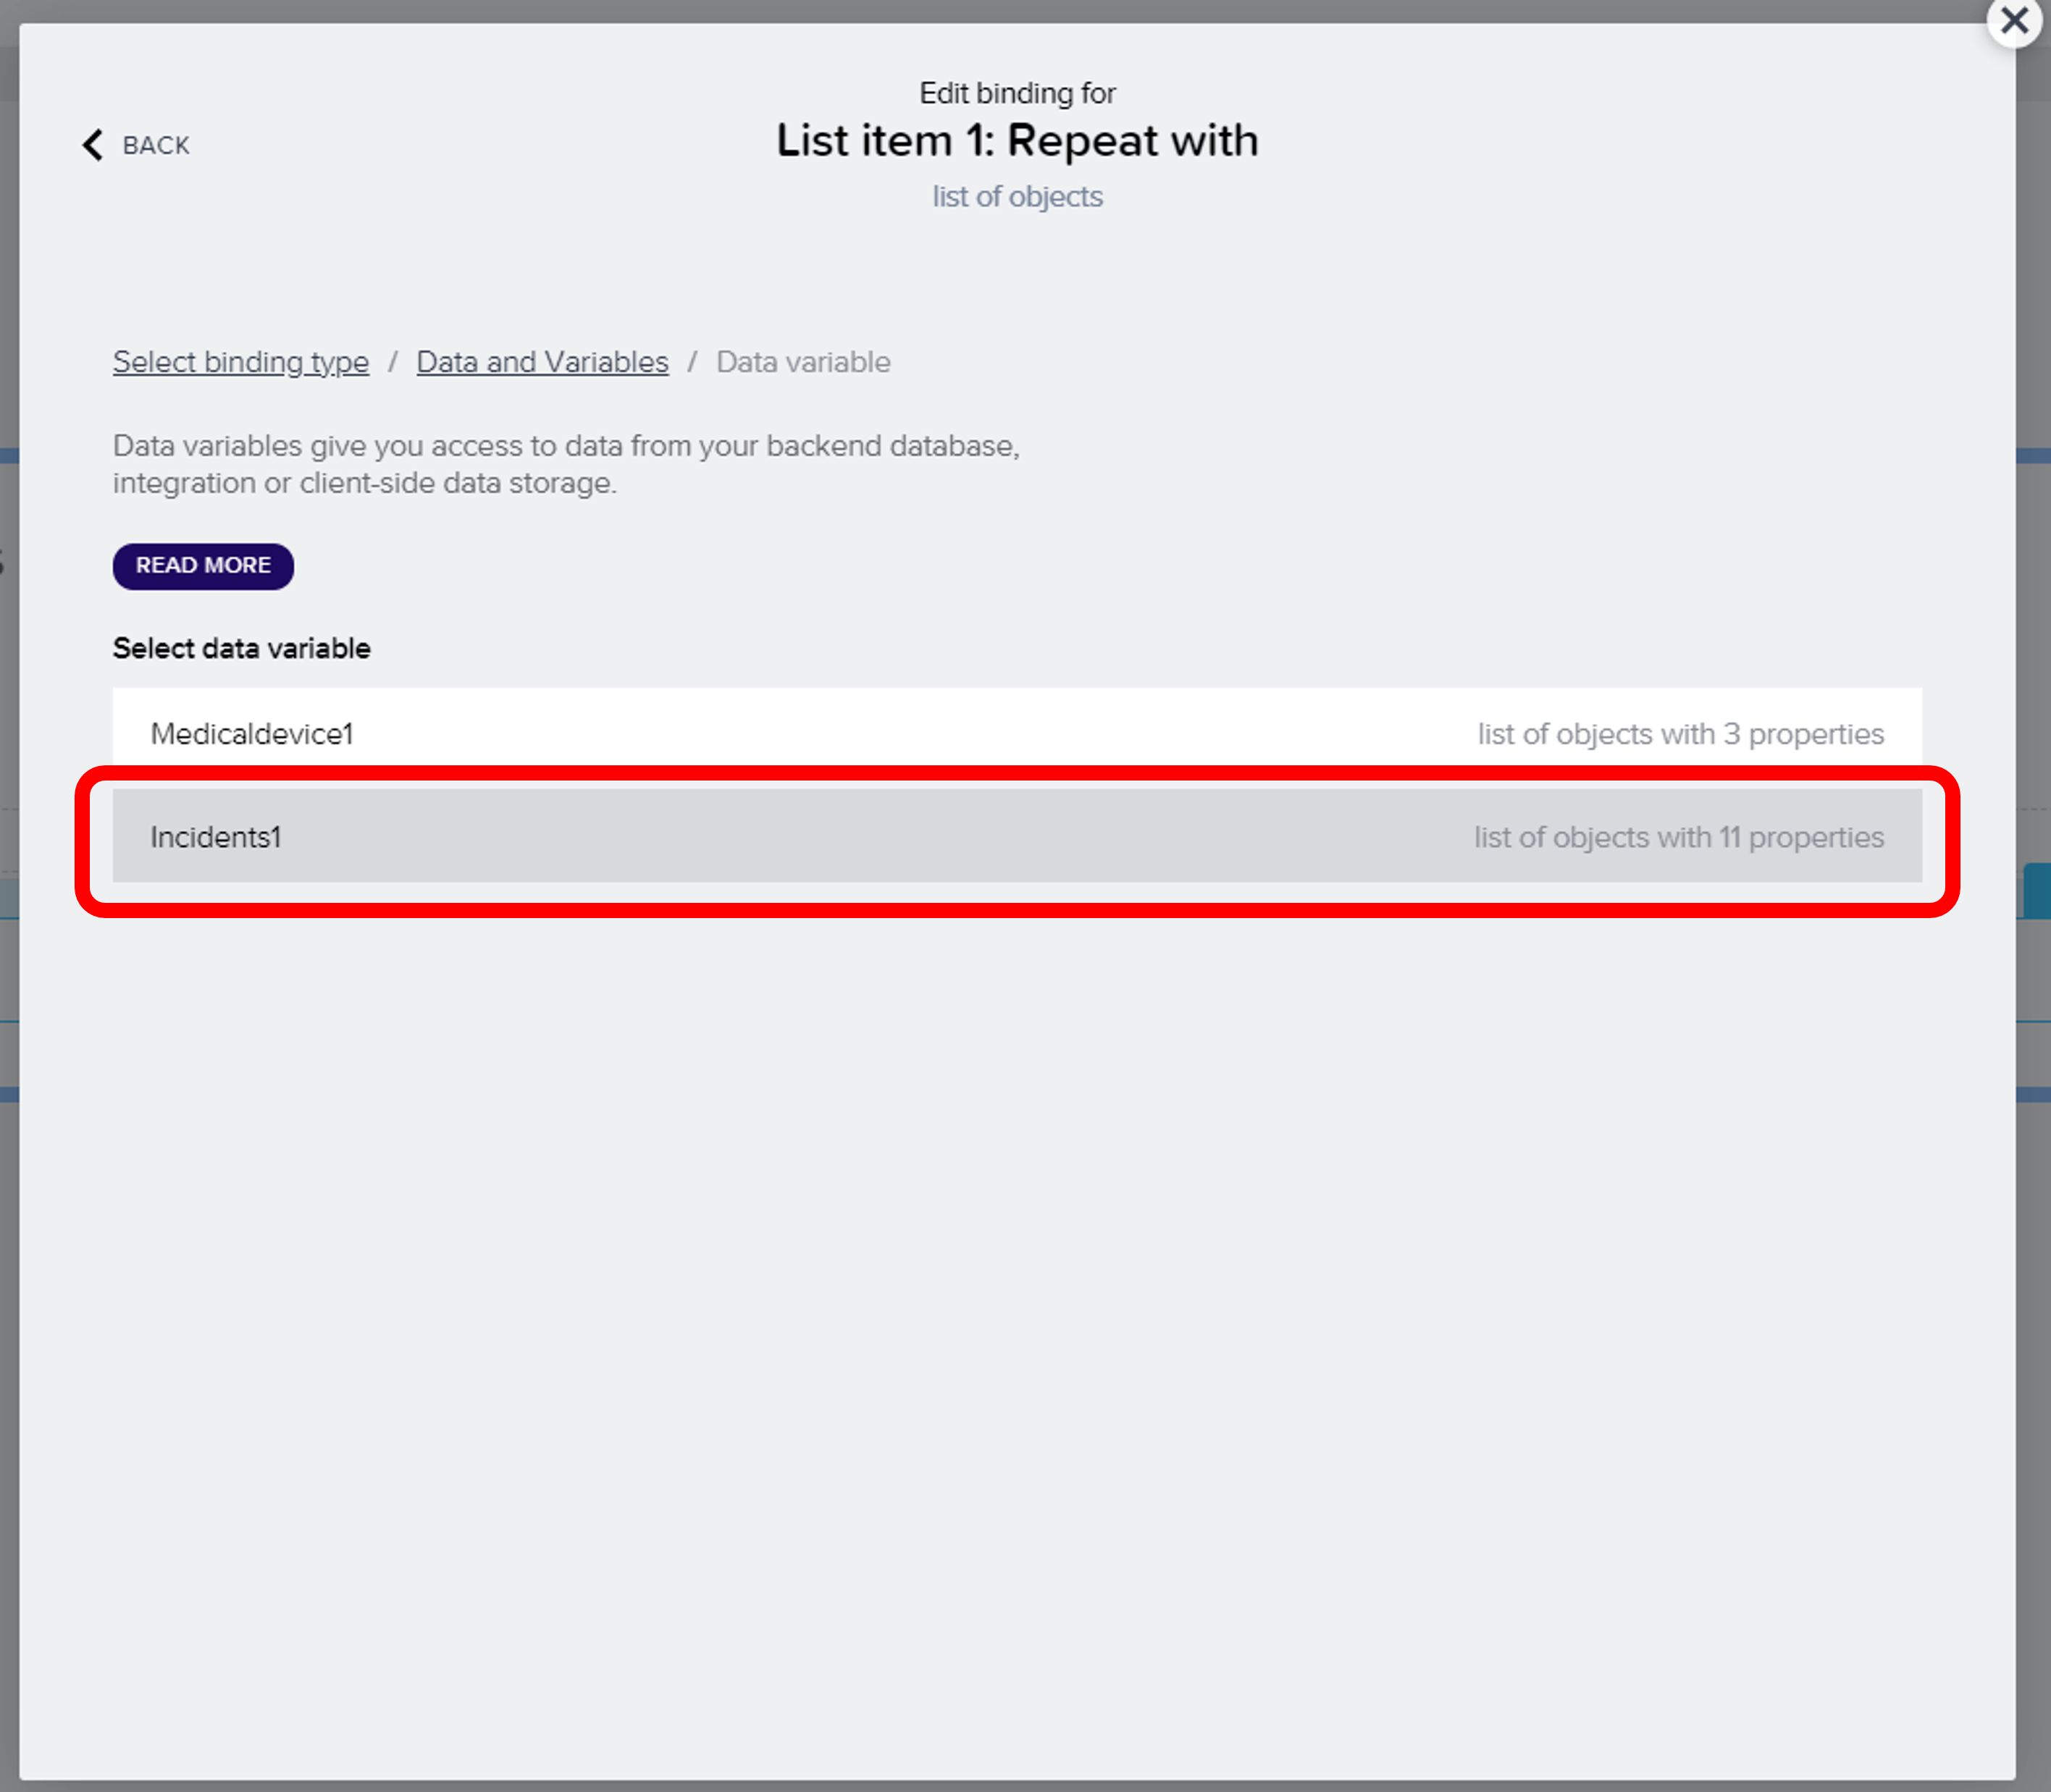 Edit binding for
BACK
List item 1: Repeat with
list of objects
Select binding type / Data and Variables / Data variable
Data variables give you access to data from your backend database,
integration or client-side data storage.
READ MORE
Select data variable
Medicaldevice1 list of objects with 3 properties
Incidents1 list of objects with 11 properties